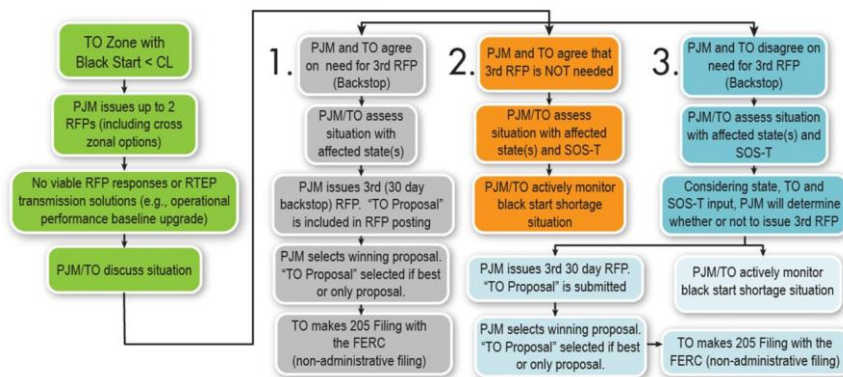 TO Zone with
Black Start < CL
PJM issues up to 2
RFPs (including cross
zonal options)
No viable RFP responses or RTEP
transmission solutions (e.g., operational
performance baseline upgrade)
PJM/TO discuss situation
1.
PJM and TO agree
on need for 3rd RFP
(Backstop)
PJM/TO assess
situation with
affected state(s)
PJM issues 3rd (30 day
backstop) RFP. “TO Proposal”
is included in RFP posting
PJM selects winning proposal.
“TO Proposal” selected if best
or only proposal.
TO makes 205 Filing with
the FERC
(non-administrative filing)
2.
PJM and TO agree that
3rd RFP is NOT needed
PJM/TO assess
situation with affected
state(s) and SOS-T
PJM/TO actively monitor
black start shortage
situation
3.
PJM and TO disagree on
need for 3rd RFP
(Backstop)
PJM/TO assess situation
with affected state(s) and
SOS-T
Considering state, TO and
SOS-T input, PJM will determine
whether or not to issue 3rd RFP
PJM issues 3rd 30 day RFP.
“TO Proposal” is submitted
PJM selects winning proposal.
“TO Proposal” selected if best
or only proposal.
TO makes 205 Filing with the
FERC (non-administrative filing)
PJM/TO actively monitor
black start shortage situation